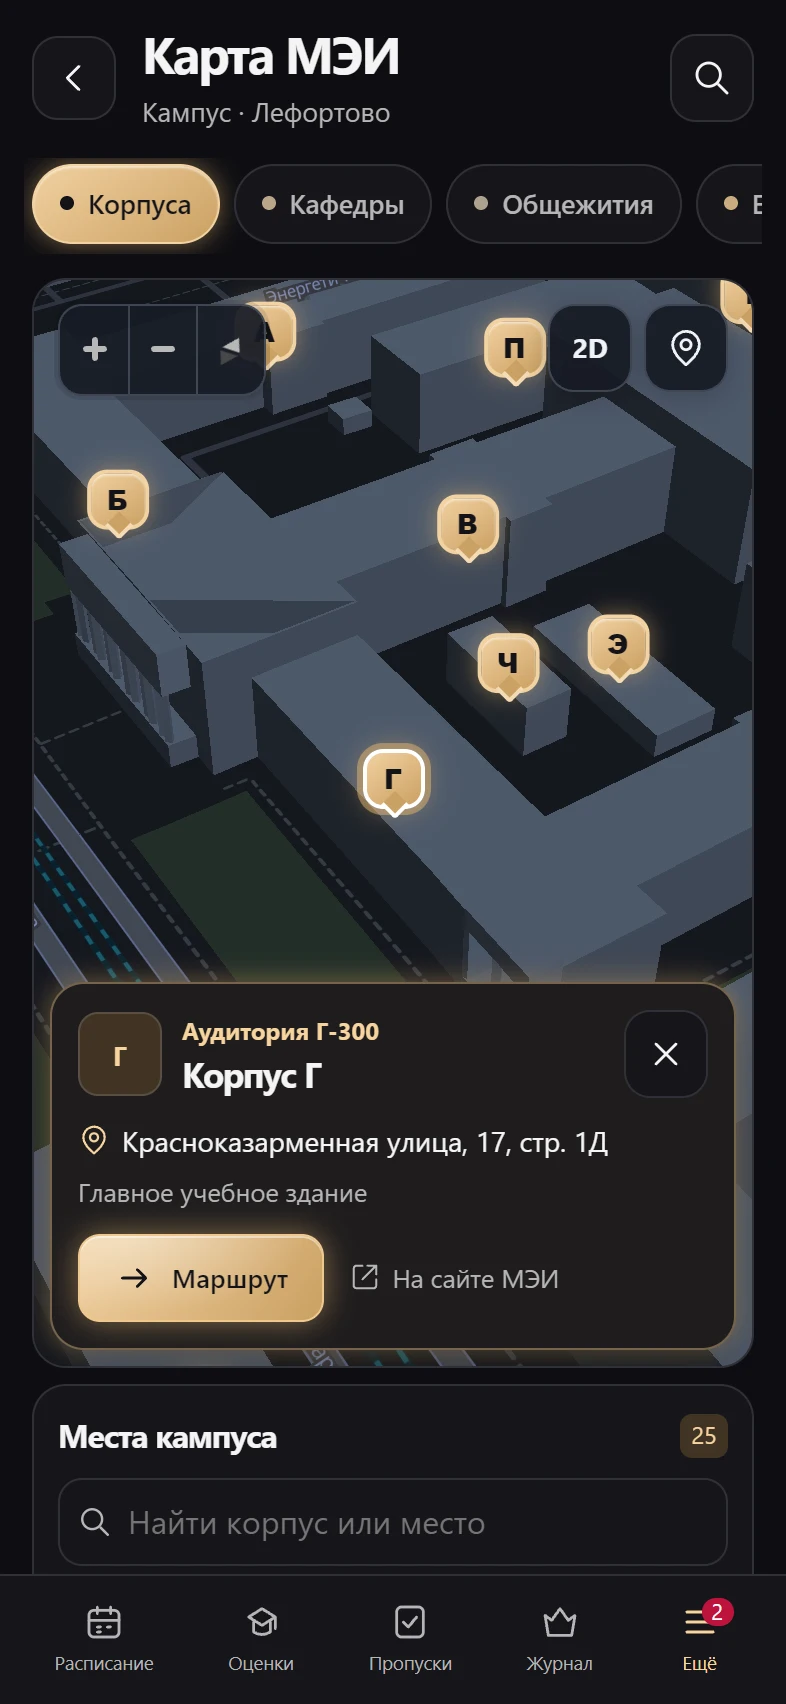 Карта МЭИ
Кампус · Лефортово
Корпуса
Кафедры
Общежития
А
П
2D
Б
В
Ч
Э
Г
Г
Аудитория Г-300
Корпус Г
Красноказарменная улица, 17, стр. 1Д
Главное учебное здание
Маршрут
На сайте МЭИ
Места кампуса
25
Найти корпус или место
Расписание
Оценки
Пропуски
Журнал
2
Ещё